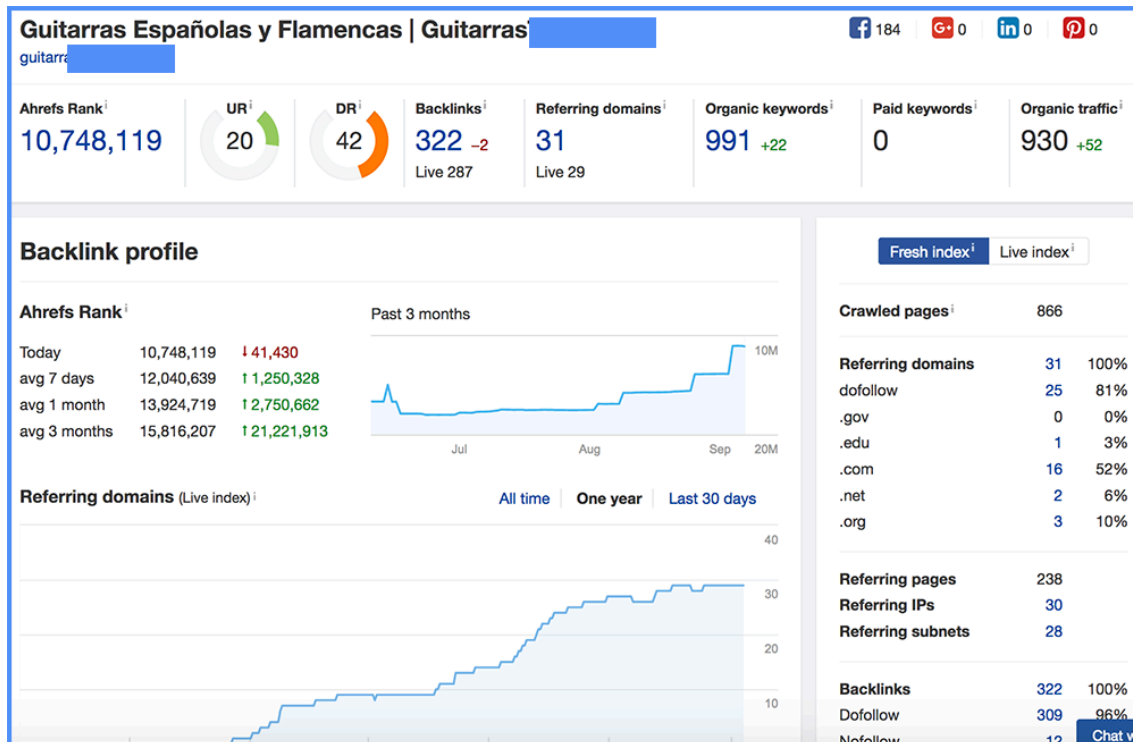 Guitarras Españolas y Flamencas | Guitarras
guitarra
184
G+ 0
in 0
0
Ahrefs Rank i
10,748,119
UR i
20
DR i
42
Backlinks i
322 –2
Live 287
Referring domains i
31
Live 29
Organic keywords i
991 +22
Paid keywords i
0
Organic traffic i
930 +52
Backlink profile
Ahrefs Rank i
Today 10,748,119 ↓41,430
avg 7 days 12,040,639 ↑1,250,328
avg 1 month 13,924,719 ↑2,750,662
avg 3 months 15,816,207 ↑21,221,913
Past 3 months
10M
Jul Aug Sep 20M
Referring domains (Live index) i
All time One year Last 30 days
40
30
20
10
Fresh index i Live index i
Crawled pages i 866
Referring domains 31 100%
dofollow 25 81%
.gov 0 0%
.edu 1 3%
.com 16 52%
.net 2 6%
.org 3 10%
Referring pages 238
Referring IPs 30
Referring subnets 28
Backlinks 322 100%
Dofollow 309 96%
Nofollow 12
Chat w